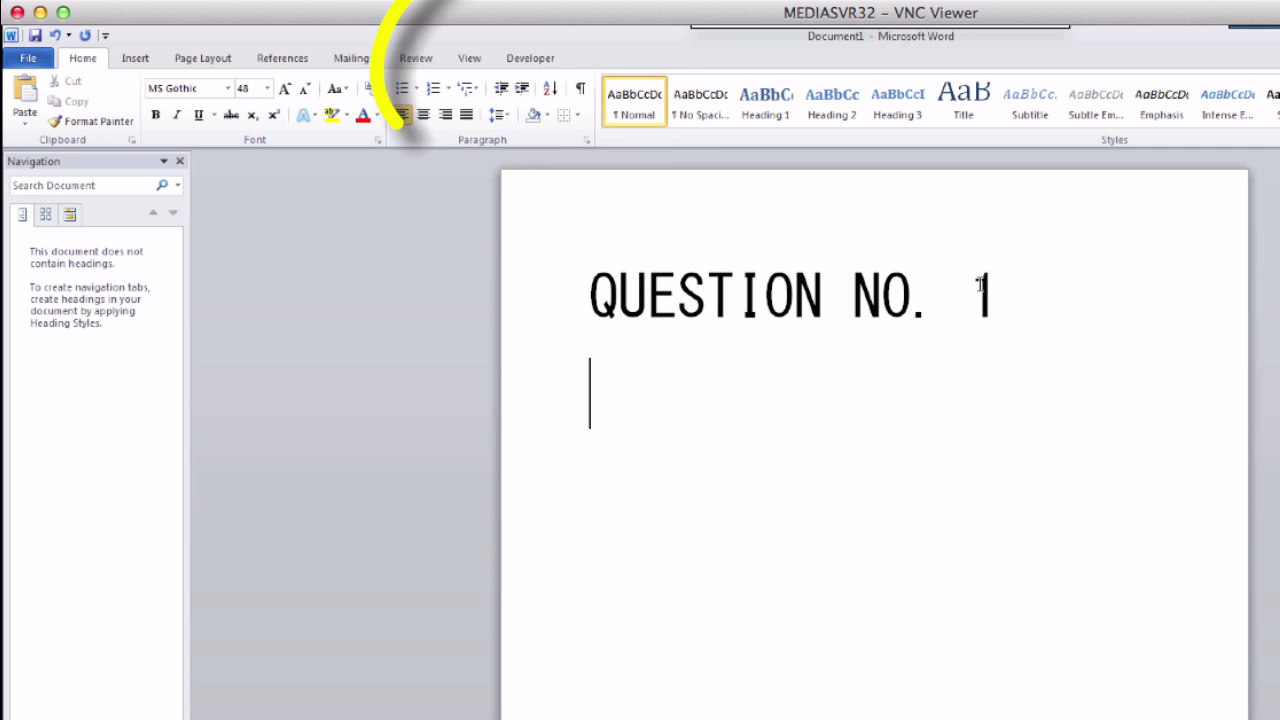 MEDIASVR32 – VNC Viewer
Document1 - Microsoft Word
File Home Insert Page Layout References Mailing Review View Developer
Paste
Cut
Copy
Format Painter
Clipboard
MS Gothic 48
Font
Paragraph
AaBbCcDc AaBbCcDc AaBbC AaBbCc AaBbCcI AaB AaBbCc. AaBbCcDc AaBbCcDc AaBbCcDc
¶ Normal ¶ No Spaci... Heading 1 Heading 2 Heading 3 Title Subtitle Subtle Em... Emphasis Intense E...
Styles
Navigation
Search Document
This document does not
contain headings.
To create navigation tabs,
create headings in your
document by applying
Heading Styles.
QUESTION NO. 1